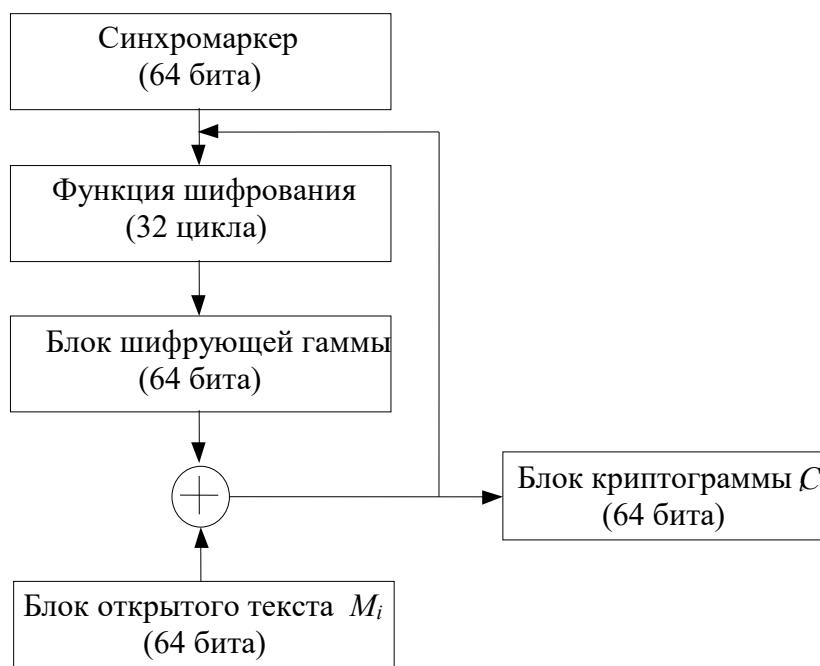 Синхромаркер
(64 бита)
Функция шифрования
(32 цикла)
Блок шифрующей гаммы
(64 бита)
Блок криптограммы iC
(64 бита)
Блок открытого текста Mi
(64 бита)